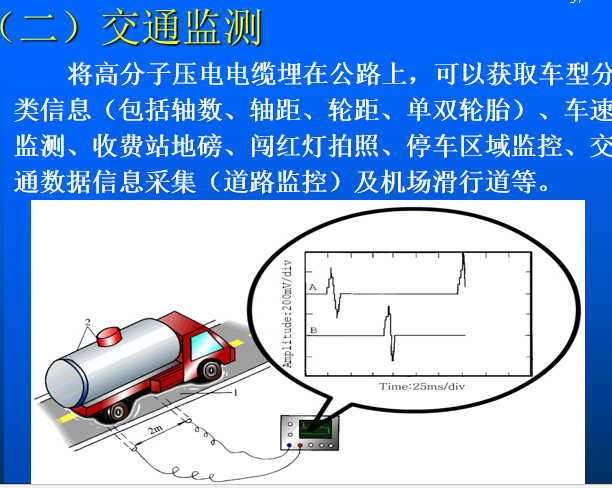 （二）交通监测
将高分子压电电缆埋在公路上，可以获取车型分
类信息（包括轴数、轴距、轮距、单双轮胎）、车速
监测、收费站地磅、闯红灯拍照、停车区域监控、交
通数据信息采集（道路监控）及机场滑行道等。
Amplitude:200mV/div
A
B
Time:25ms/div
2
1
2m